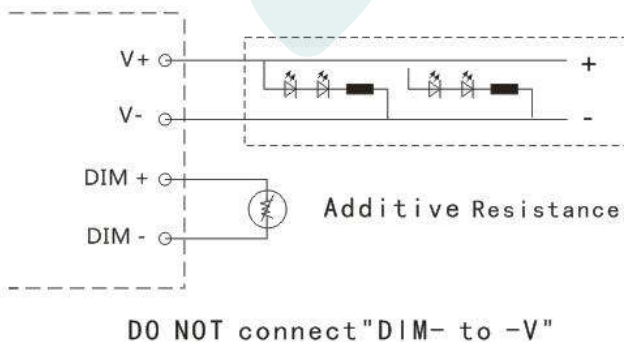 V+
+
V-
-
DIM +
Additive Resistance
DIM -
DO NOT connect"DIM- to -V"